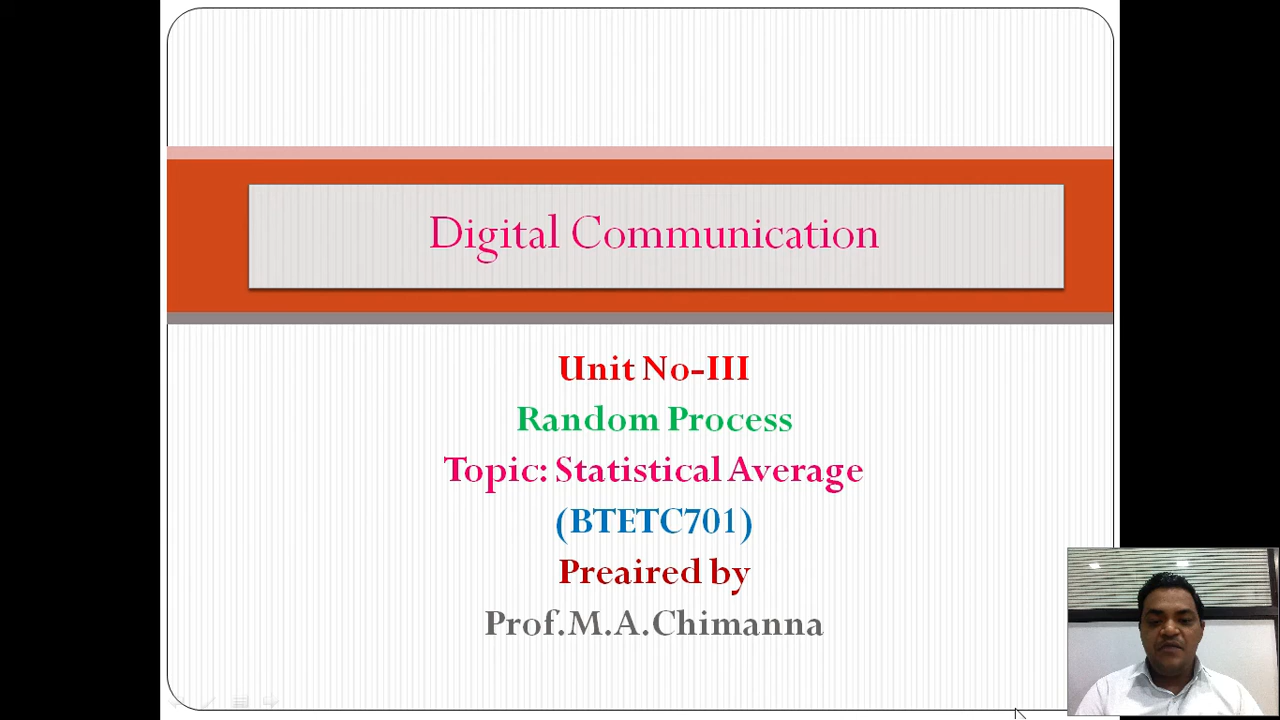 Digital Communication
Unit No-III
Random Process
Topic: Statistical Average
(BTETC701)
Preaired by
Prof.M.A.Chimanna